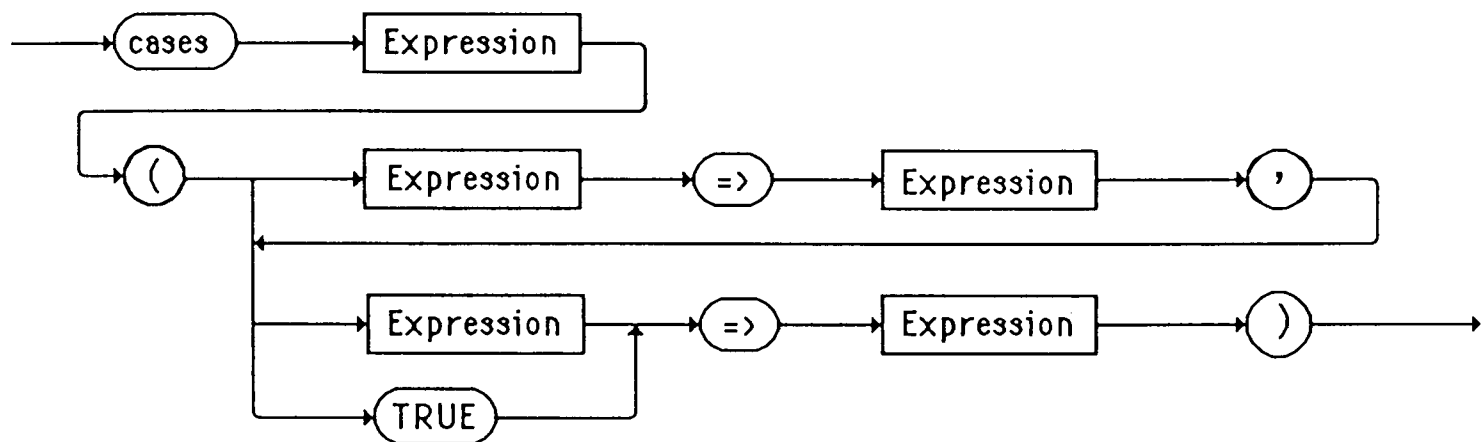 cases Expression
( Expression => Expression ,
Expression => Expression )
TRUE